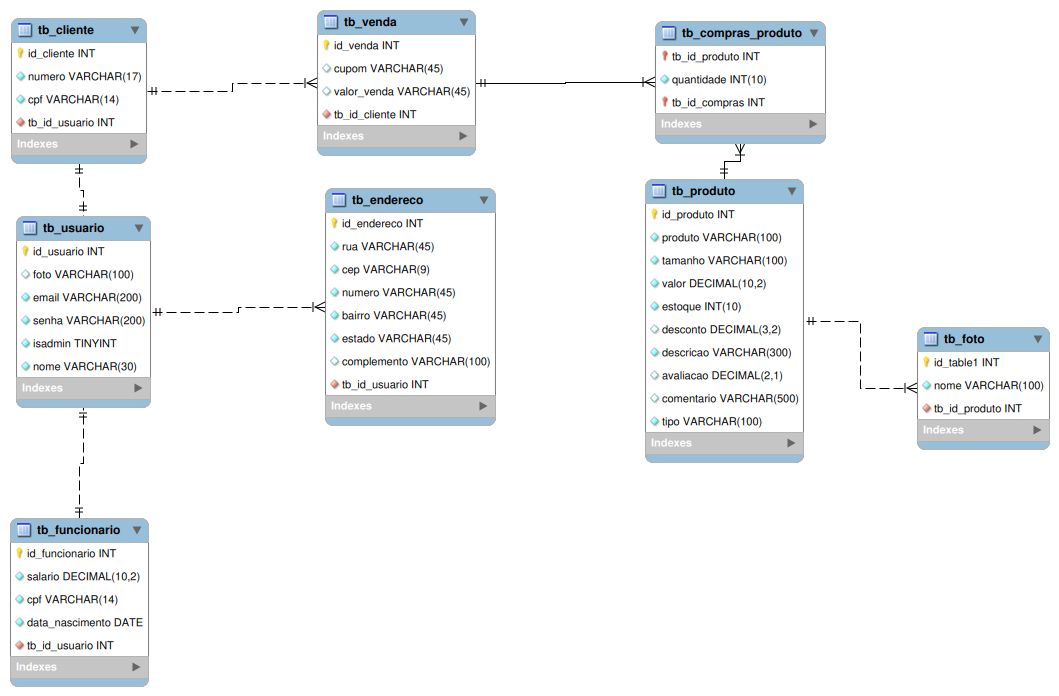 tb_cliente
id_cliente INT
numero VARCHAR(17)
cpf VARCHAR(14)
tb_id_usuario INT
Indexes
tb_venda
id_venda INT
cupom VARCHAR(45)
valor_venda VARCHAR(45)
tb_id_cliente INT
Indexes
tb_compras_produto
tb_id_produto INT
quantidade INT(10)
tb_id_compras INT
Indexes
tb_usuario
id_usuario INT
foto VARCHAR(100)
email VARCHAR(200)
senha VARCHAR(200)
isadmin TINYINT
nome VARCHAR(30)
Indexes
tb_endereco
id_endereco INT
rua VARCHAR(45)
cep VARCHAR(9)
numero VARCHAR(45)
bairro VARCHAR(45)
estado VARCHAR(45)
complemento VARCHAR(100)
tb_id_usuario INT
Indexes
tb_produto
id_produto INT
produto VARCHAR(100)
tamanho VARCHAR(100)
valor DECIMAL(10,2)
estoque INT(10)
desconto DECIMAL(3,2)
descricao VARCHAR(300)
avaliacao DECIMAL(2,1)
comentario VARCHAR(500)
tipo VARCHAR(100)
Indexes
tb_foto
id_table1 INT
nome VARCHAR(100)
tb_id_produto INT
Indexes
tb_funcionario
id_funcionario INT
salario DECIMAL(10,2)
cpf VARCHAR(14)
data_nascimento DATE
tb_id_usuario INT
Indexes